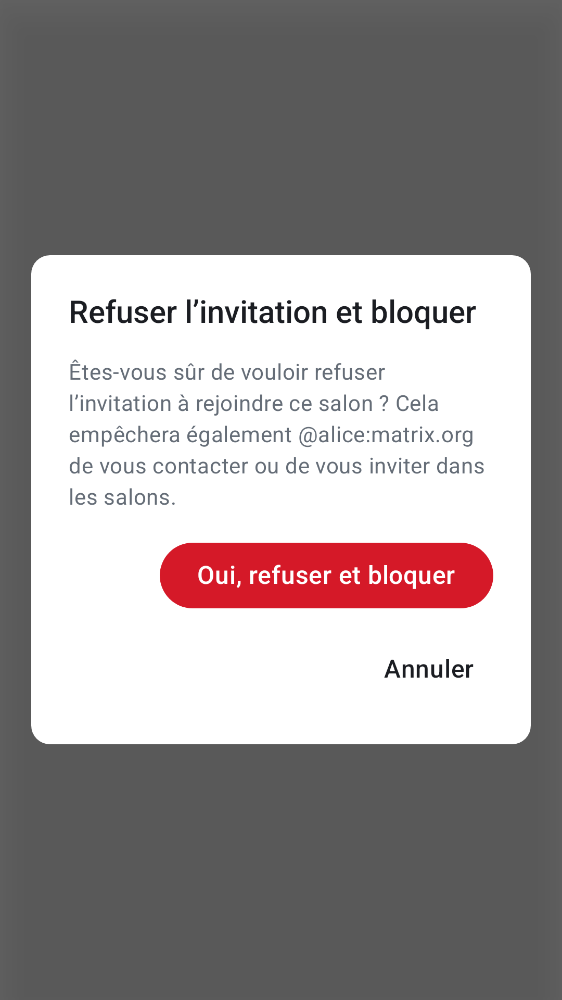 Refuser l’invitation et bloquer
Êtes-vous sûr de vouloir refuser
l’invitation à rejoindre ce salon ? Cela
empêchera également @alice:matrix.org
de vous contacter ou de vous inviter dans
les salons.
Oui, refuser et bloquer
Annuler